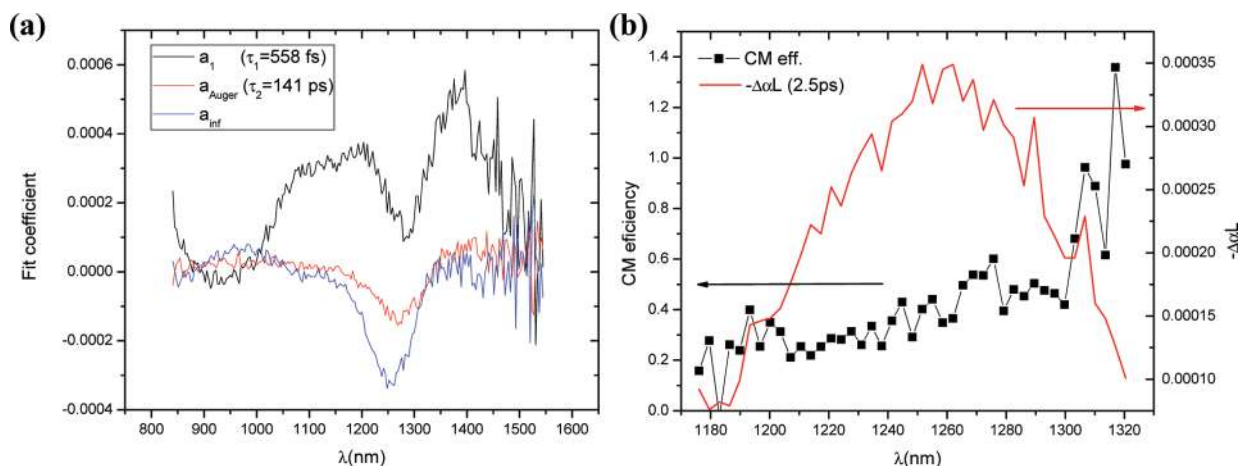 (a)
a1 (τ1=558 fs)
aAuger (τ2=141 ps)
ainf
Fit coefficient
0.0006
0.0004
0.0002
0.0000
-0.0002
-0.0004
800 900 1000 1100 1200 1300 1400 1500 1600
λ(nm)
(b)
CM eff.
-ΔαL (2.5ps)
CM eficiency
1.4
1.2
1.0
0.8
0.6
0.4
0.2
0.0
0.00035
0.00030
0.00025
0.00020
0.00015
0.00010
-ΔαL
1180 1200 1220 1240 1260 1280 1300 1320
λ(nm)